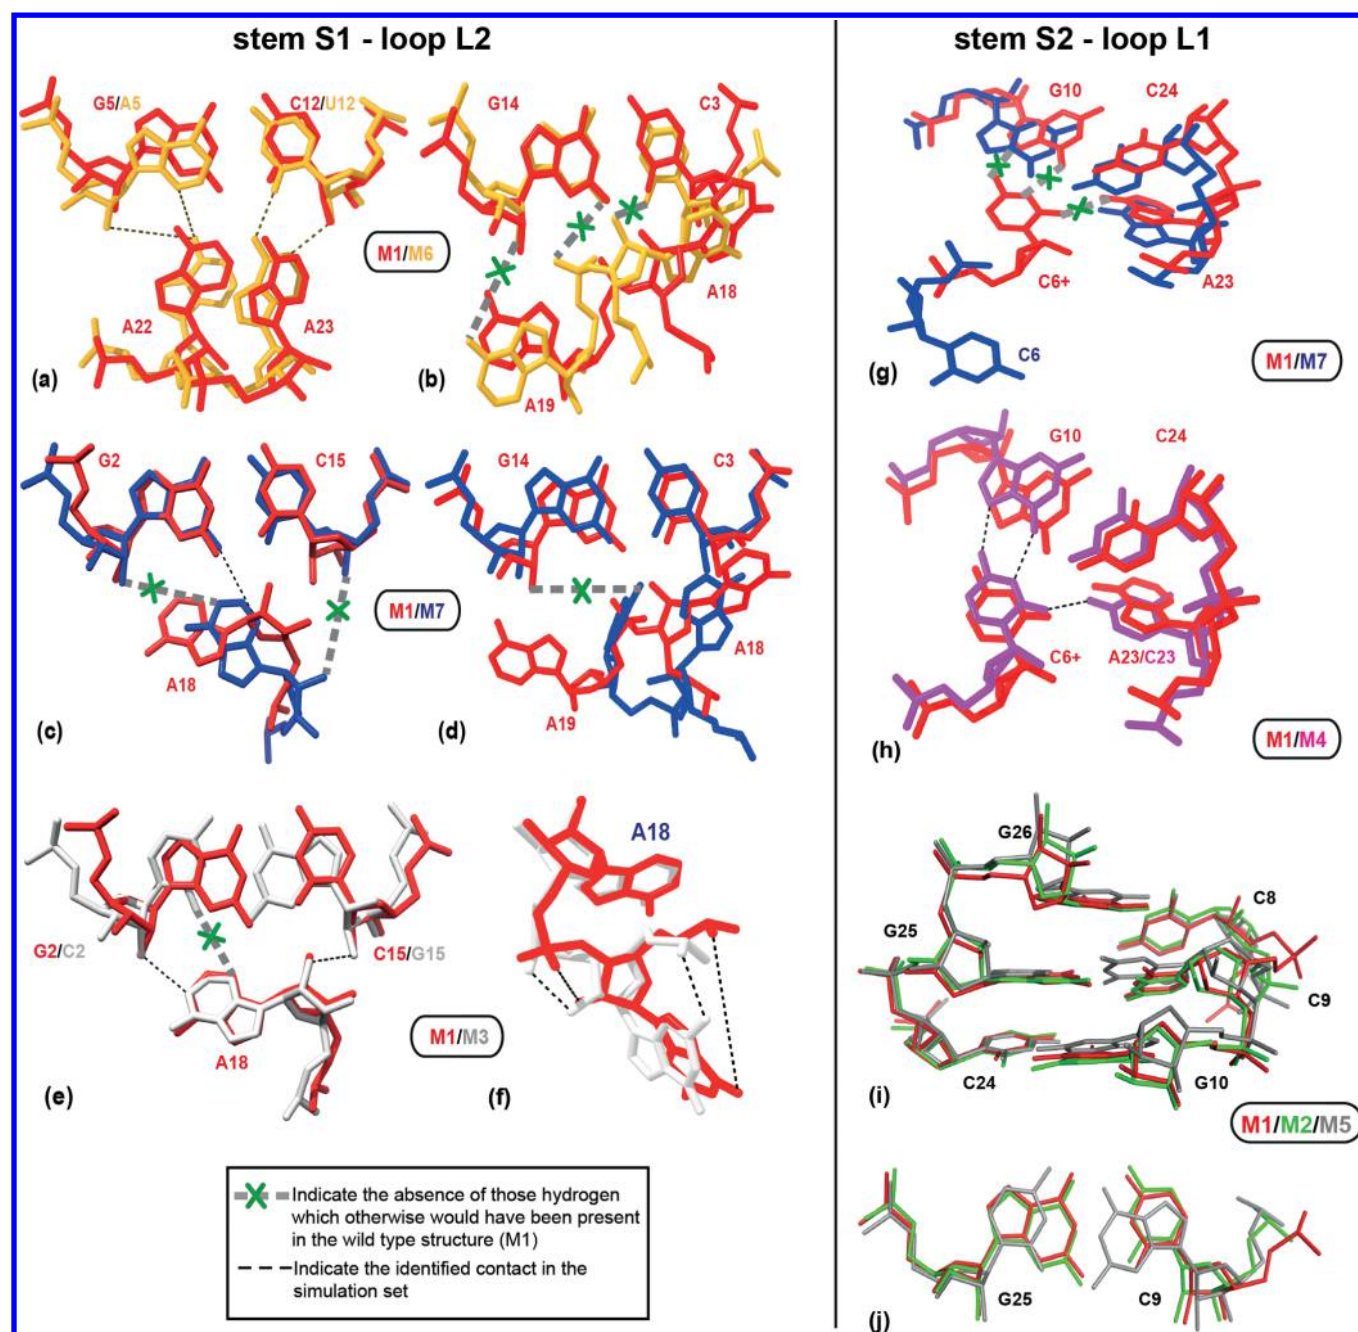 stem S1 - loop L2
G5/A5
C12/U12
A22
A23
(a)
M1/M6
G14
C3
A18
A19
(b)
G2
C15
A18
(c)
M1/M7
G14
C3
A18
A19
(d)
G2/C2
C15/G15
A18
(e)
M1/M3
A18
(f)
Indicate the absence of those hydrogen
which otherwise would have been present
in the wild type structure (M1)
Indicate the identified contact in the
simulation set
stem S2 - loop L1
G10
C24
C6+
A23
C6
(g)
M1/M7
G10
C24
C6+
A23/C23
(h)
M1/M4
G26
C8
G25
C9
C24
G10
(i)
M1/M2/M5
G25
C9
(j)